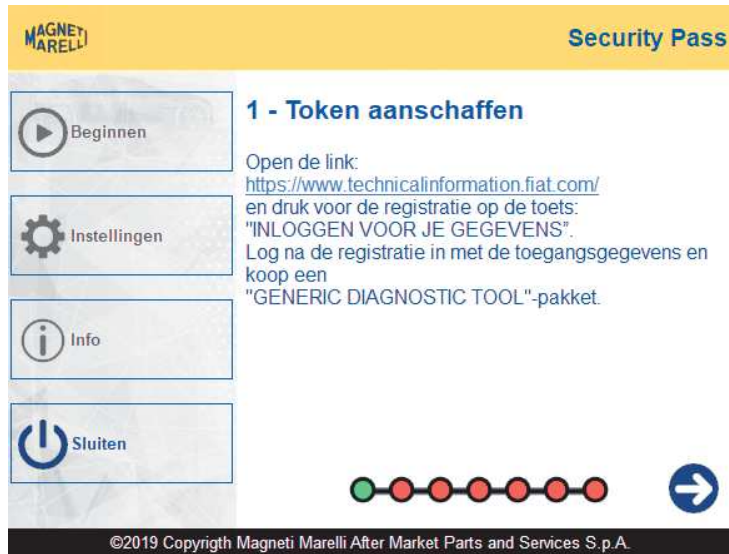 MAGNETI
MARELLI
Security Pass
Beginnen
Instellingen
Info
Sluiten
1 - Token aanschaffen
Open de link:
https://www.technicalinformation.fiat.com/
en druk voor de registratie op de toets:
"INLOGGEN VOOR JE GEGEVENS".
Log na de registratie in met de toegangsgegevens en
koop een
"GENERIC DIAGNOSTIC TOOL"-pakket.
©2019 Copyrigth Magneti Marelli After Market Parts and Services S.p.A.